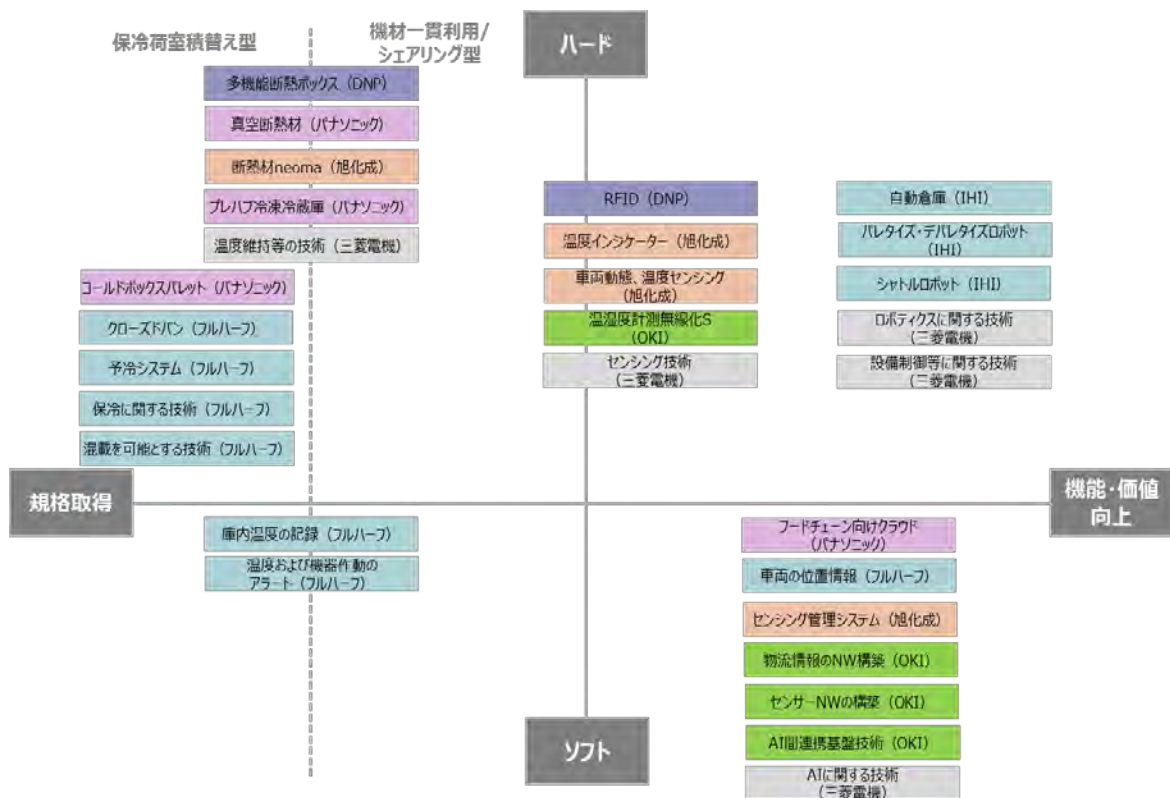 機材一貫利用/
シェアリング型
保冷荷室積替え型
ハード
多機能断熱ボックス（DNP）
真空断熱材（パナソニック）
断熱材neoma（旭化成）
プレハブ冷凍冷蔵庫（パナソニック）
温度維持等の技術（三菱電機）
コールドボックスパレット（パナソニック）
クローズドバン（フルハーフ）
予冷システム（フルハーフ）
保冷に関する技術（フルハーフ）
混載を可能とする技術（フルハーフ）
RFID（DNP）
温度インジケーター（旭化成）
車両動態、温度センシング
（旭化成）
温湿度計測無線化S
（OKI）
センシング技術
（三菱電機）
自動倉庫（IHI）
パレタイズ・デパレタイズロボット
（IHI）
シャトルロボット（IHI）
ロボティクスに関する技術
（三菱電機）
設備制御等に関する技術
（三菱電機）
規格取得
機能・価値
向上
庫内温度の記録（フルハーフ）
温度および機器作動の
アラート（フルハーフ）
フードチェーン向けクラウド
（パナソニック）
車両の位置情報（フルハーフ）
センシング管理システム（旭化成）
物流情報のNW構築（OKI）
センサーNWの構築（OKI）
AI間連携基盤技術（OKI）
AIに関する技術
（三菱電機）
ソフト